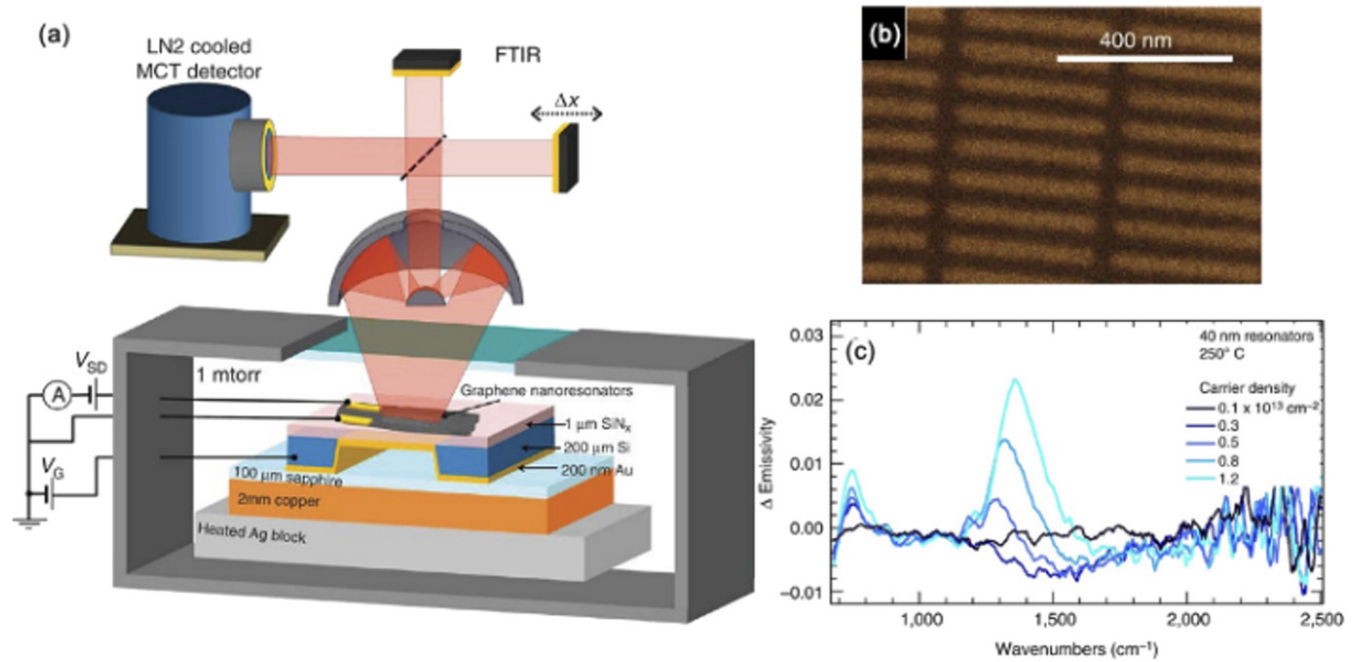 (a)
LN2 cooled
MCT detector
FTIR
Δx
V_SD
A
1 mtorr
Graphene nanoresonators
1 μm SiNₓ
200 μm Si
200 nm Au
V_G
100 μm sapphire
2mm copper
Heated Ag block
(b)
400 nm
(c)
40 nm resonators
250° C
Carrier density
0.1 x 10¹³ cm⁻²
0.3
0.5
0.8
1.2
Δ Emissivity
0.03
0.02
0.01
0.00
−0.01
1,000
1,500
2,000
2,500
Wavenumbers (cm⁻¹)